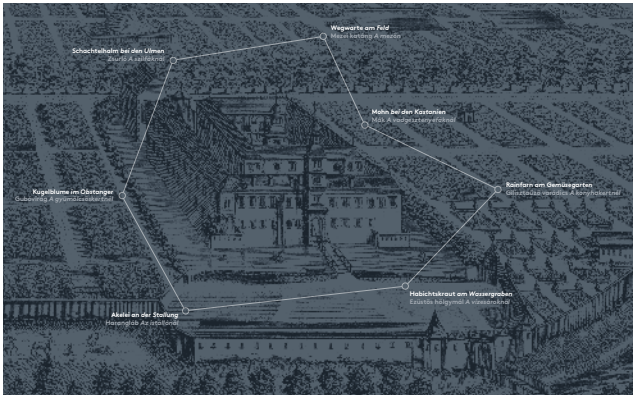 Wegwarte am Feld
Mezei katáng A mezőn
Schachtelhalm bei den Ulmen
Zsurló A szilfáknál
Mohn bei den Kastanien
Mák A vadgesztenyefáknál
Rainfarn am Gemüsegarten
Gilisztaűző varádics A konyhakertnél
Kugelblume im Obstanger
Gubóvirág A gyümölcsöskertnél
Habichtskraut am Wassergraben
Ezüstös hölgymál A vizesároknál
Akelei an der Stallung
Harangláb Az istállónál